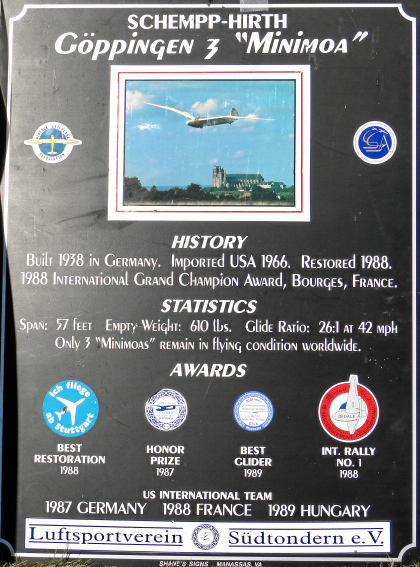 SCHEMPP-HIRTH
Göppingen 3 "Minimoa"
HISTORY
Built 1938 in Germany. Imported USA 1966. Restored 1988.
1988 International Grand Champion Award, Bourges, France.
STATISTICS
Span: 57 feet Empty Weight: 610 lbs. Glide Ratio: 26:1 at 42 mph
Only 3 "Minimoas" remain in flying condition worldwide.
AWARDS
ich fliege
ab Stuttgart
BEST RESTORATION 1988
HONOR PRIZE 1987
BEST GLIDER 1989
INT. RALLY NO. 1 1988
US INTERNATIONAL TEAM
1987 GERMANY 1988 FRANCE 1989 HUNGARY
Luftsportverein Südtondern e.V.
SHANE'S SIGNS MANASSAS, VA